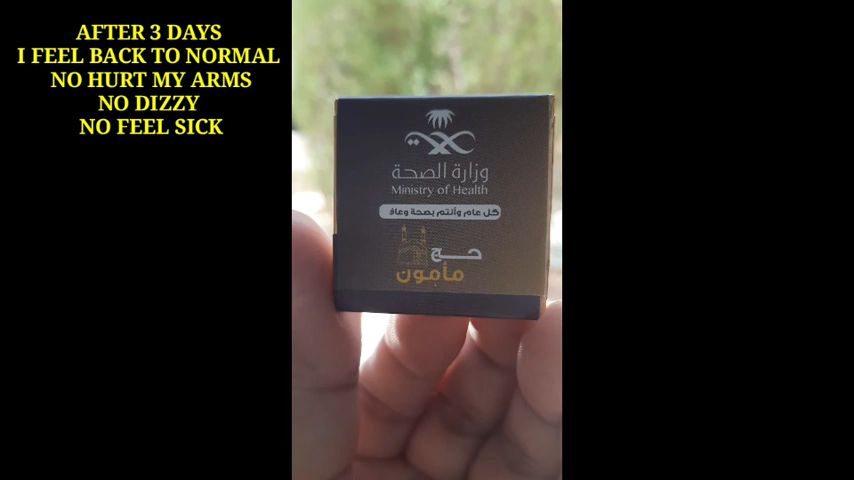 AFTER 3 DAYS
I FEEL BACK TO NORMAL
NO HURT MY ARMS
NO DIZZY
NO FEEL SICK
وزارة الصحة
Ministry of Health
كل عام وأنتم بصحة وعاف
حج
مأمون